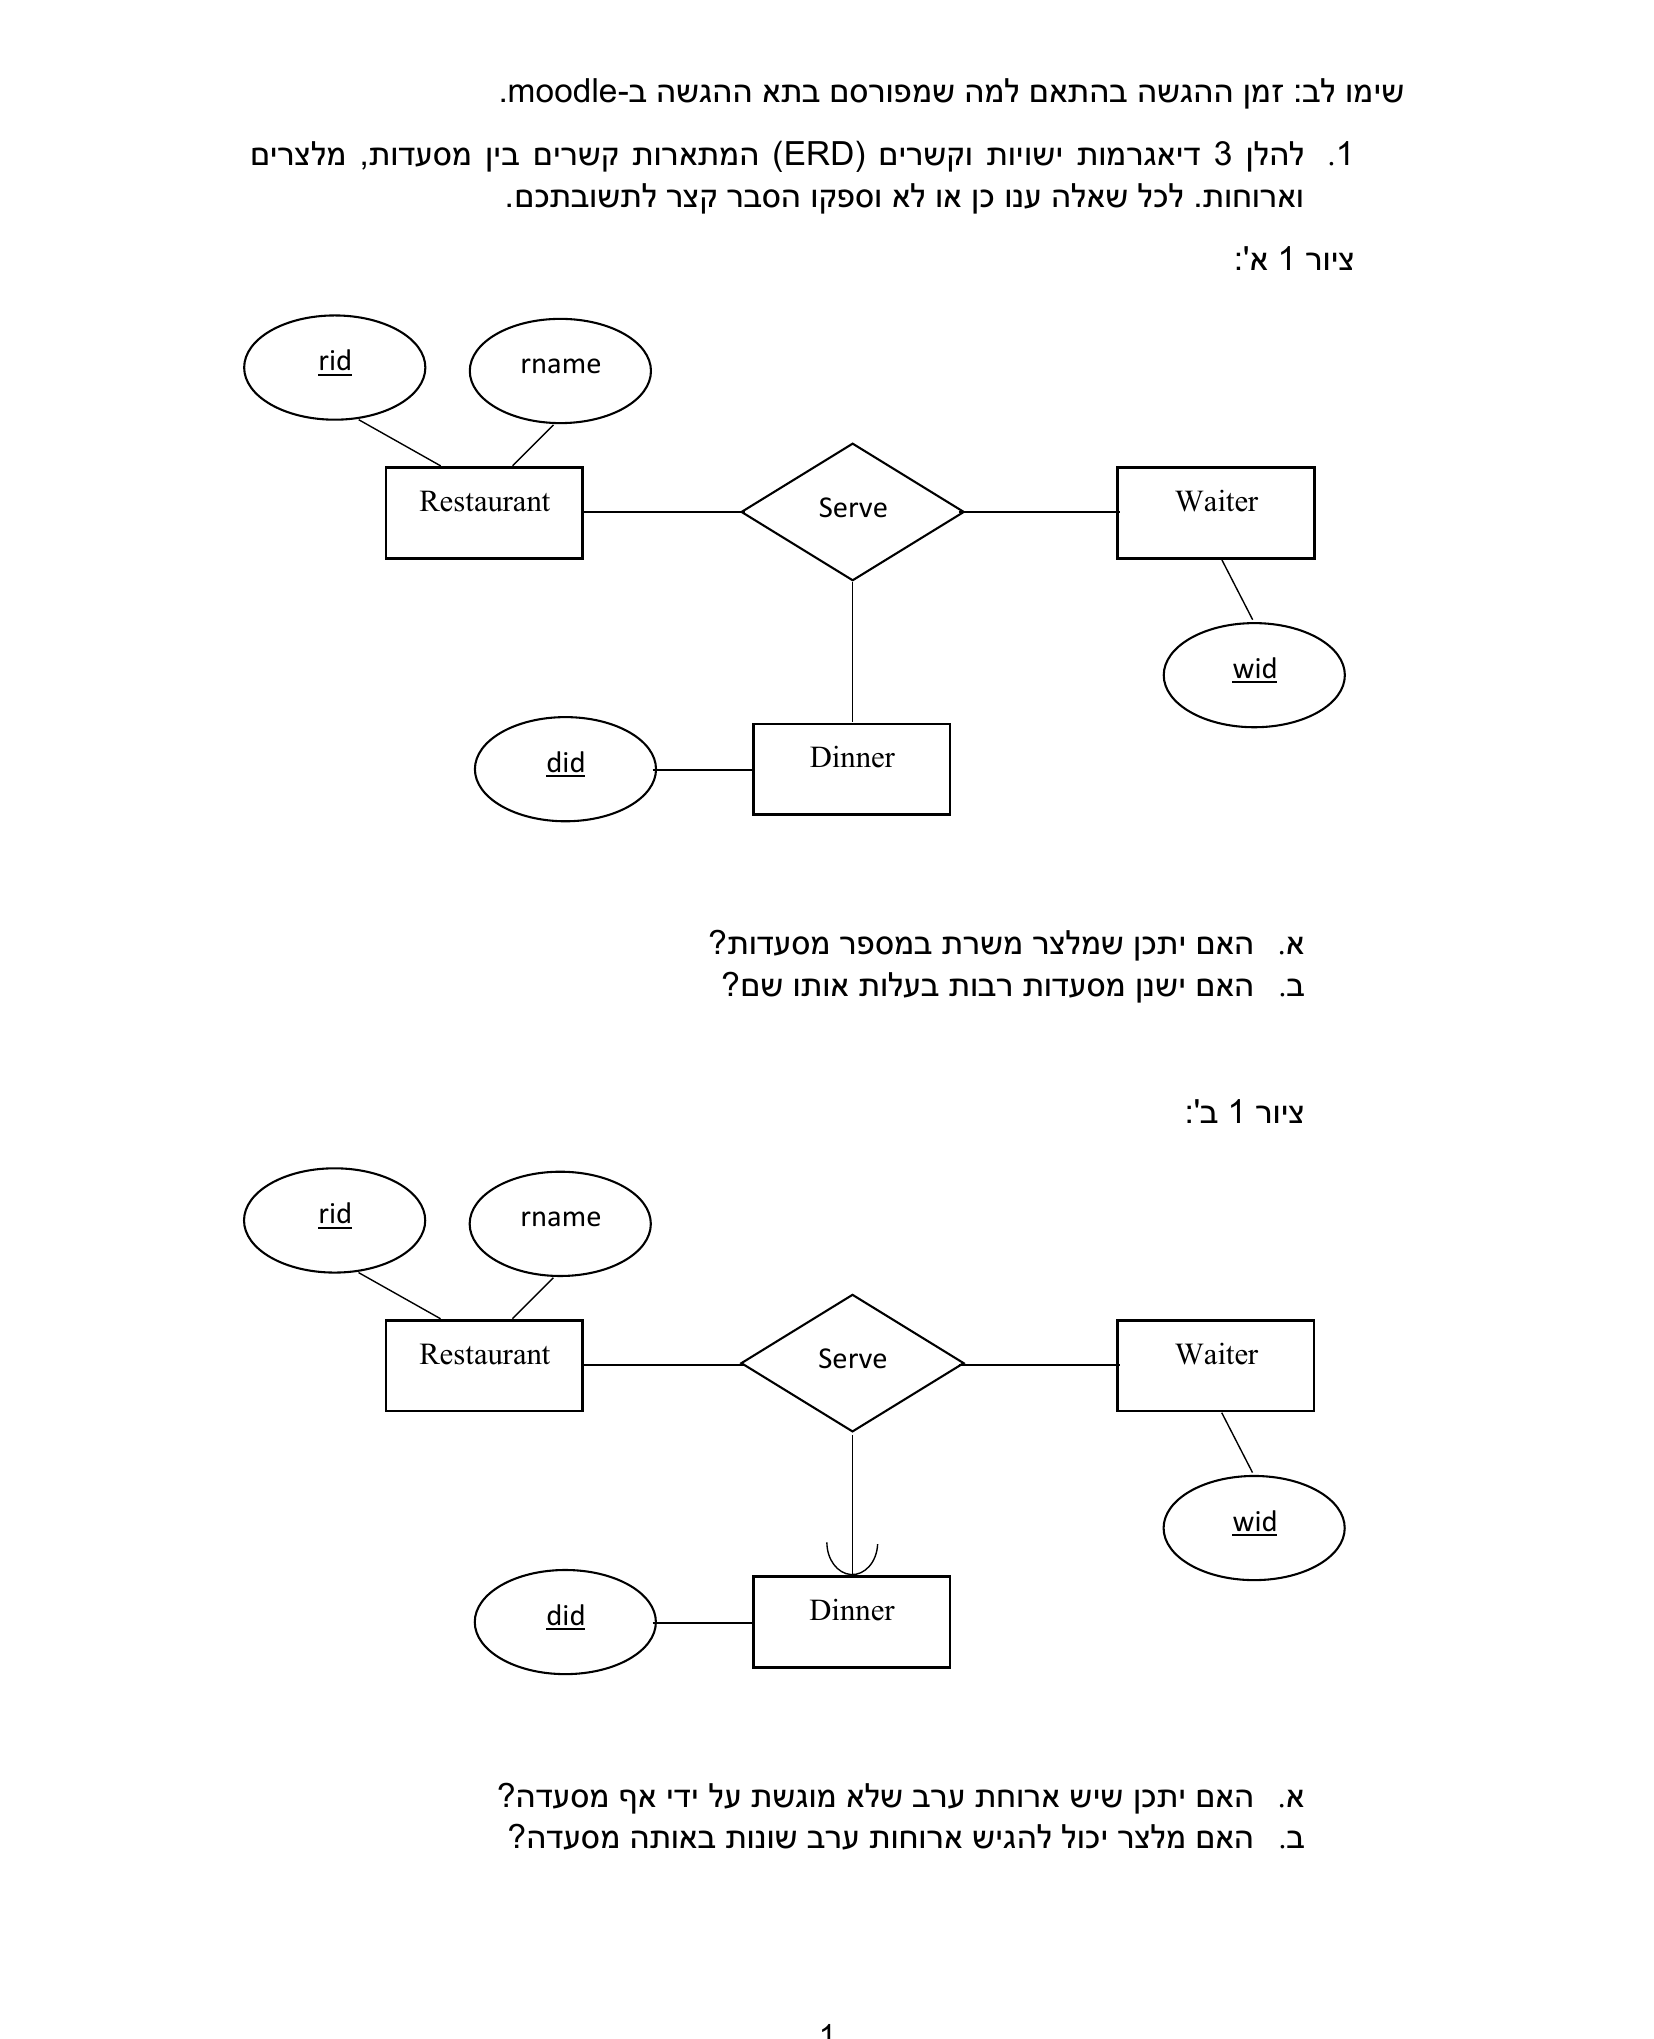 שימו לב: זמן ההגשה בהתאם למה שמפורסם בתא ההגשה ב-moodle.
1. להלן 3 דיאגרמות ישויות וקשרים (ERD) המתארות קשרים בין מסעדות, מלצרים
וארוחות. לכל שאלה ענו כן או לא וספקו הסבר קצר לתשובתכם.
ציור 1 א':
rid
rname
Restaurant
Serve
Waiter
wid
did
Dinner
א. האם יתכן שמלצר משרת במספר מסעדות?
ב. האם ישנן מסעדות רבות בעלות אותו שם?
ציור 1 ב':
rid
rname
Restaurant
Serve
Waiter
wid
did
Dinner
א. האם יתכן שיש ארוחת ערב שלא מוגשת על ידי אף מסעדה?
ב. האם מלצר יכול להגיש ארוחות ערב שונות באותה מסעדה?
1